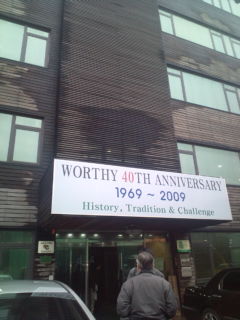 WORTHY 40TH ANNIVERSARY
1969 ~ 2009
History, Tradition & Challenge